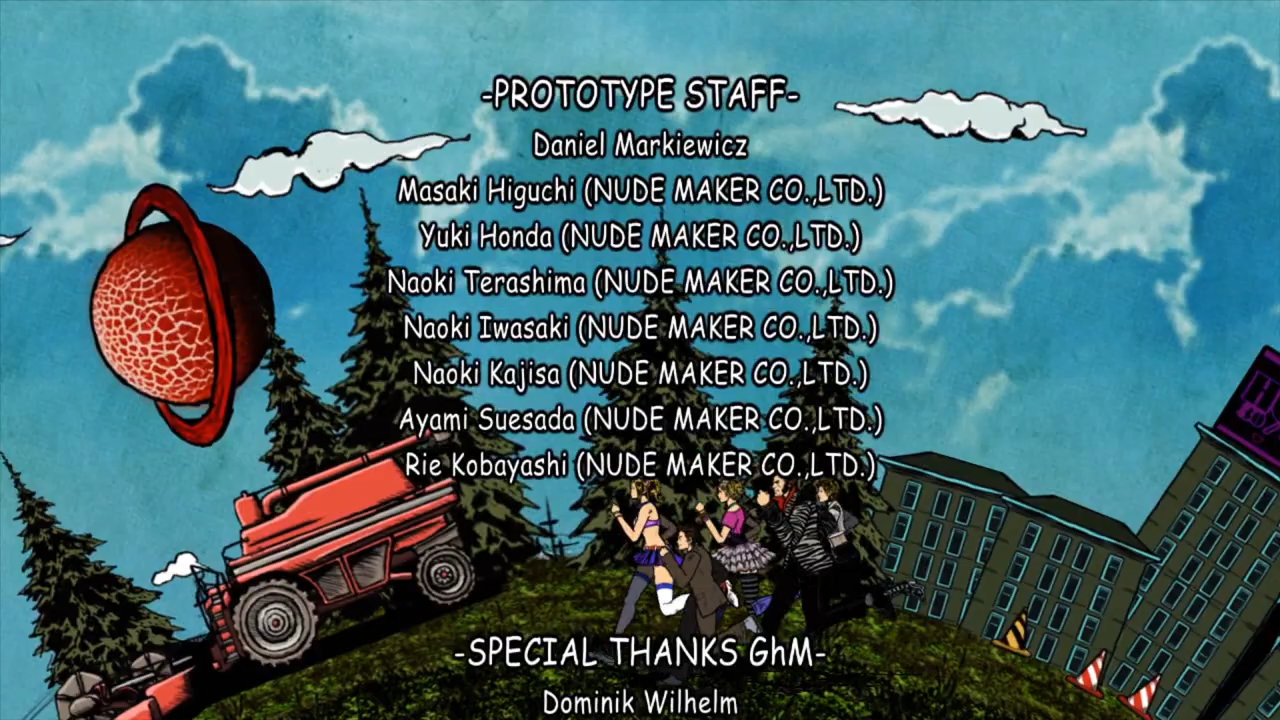 -PROTOTYPE STAFF-
Daniel Markiewicz
Masaki Higuchi (NUDE MAKER CO.,LTD.)
Yuki Honda (NUDE MAKER CO.,LTD.)
Naoki Terashima (NUDE MAKER CO.,LTD.)
Naoki Iwasaki (NUDE MAKER CO.,LTD.)
Naoki Kajisa (NUDE MAKER CO.,LTD.)
Ayami Suesada (NUDE MAKER CO.,LTD.)
Rie Kobayashi (NUDE MAKER CO.,LTD.)
-SPECIAL THANKS GhM-
Dominik Wilhelm